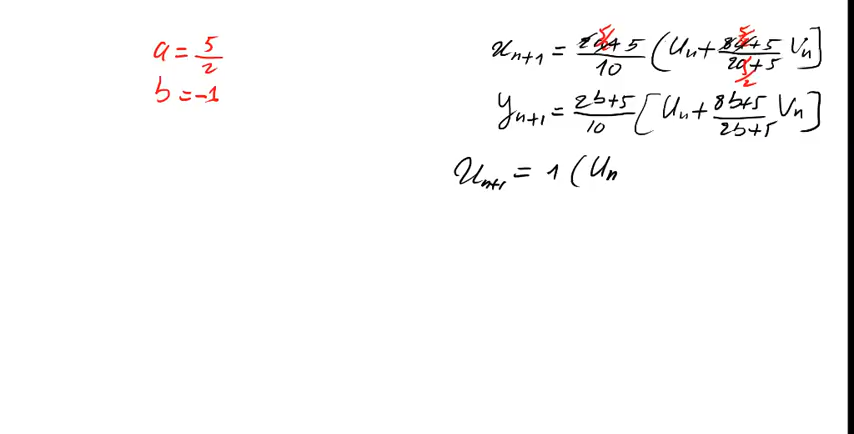 a = 5/2
b = -1
x_{n+1} = (2a+5)/10 (U_n + (8a+5)/(2a+5) V_n]
y_{n+1} = (2b+5)/10 [U_n + (8b+5)/(2b+5) V_n]
x_{n+1} = 1 (U_n